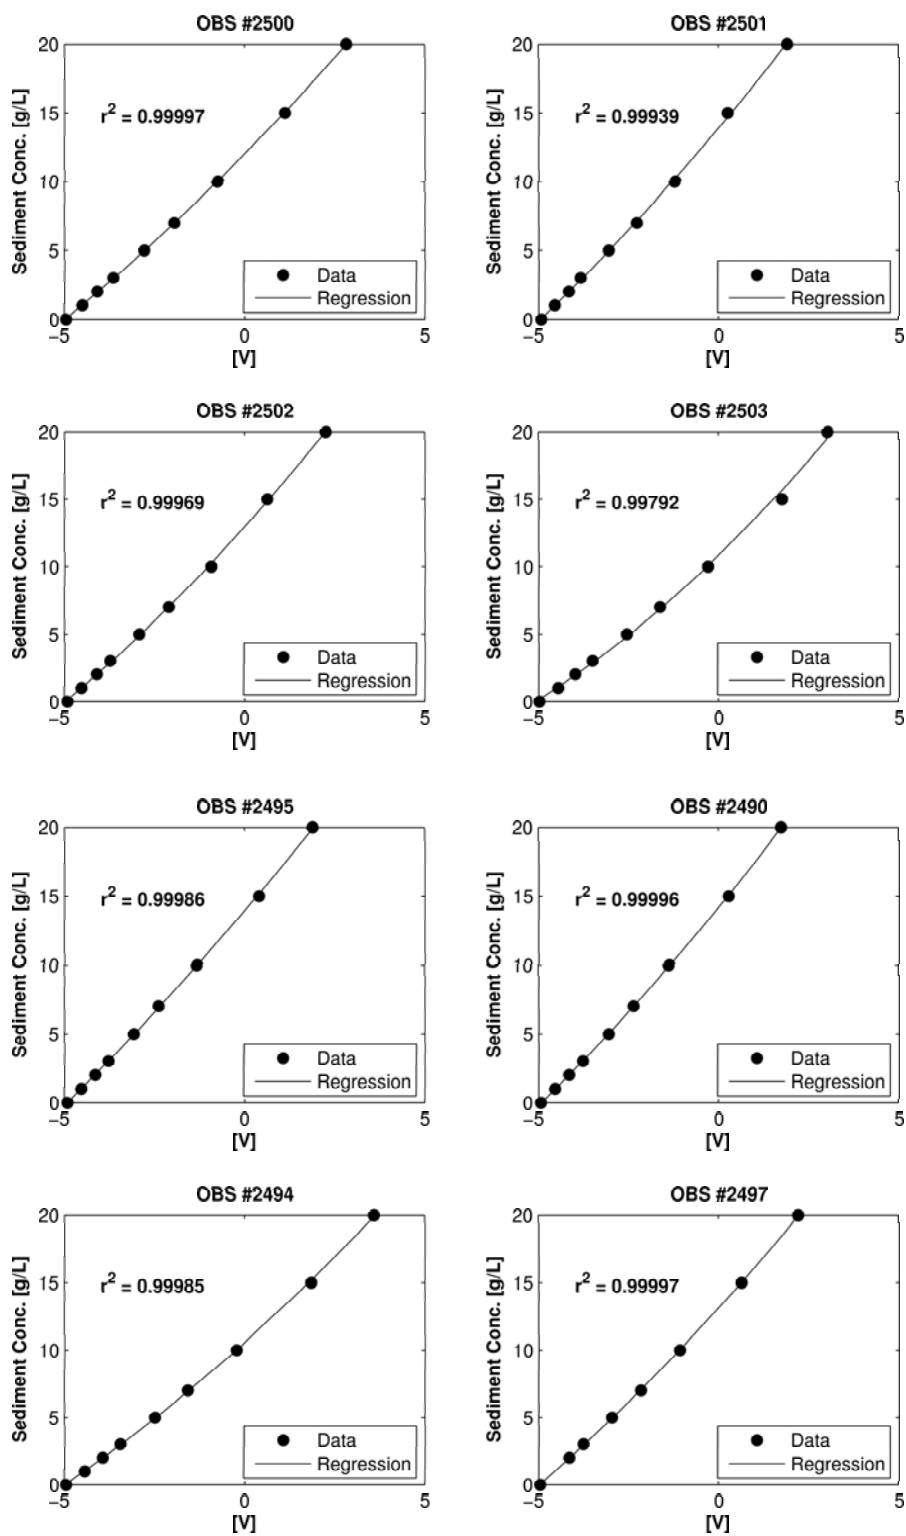 OBS #2500
20
15
10
5
0
Sediment Conc. [g/L]
r² = 0.99997
Data
Regression
−5
0
5
[V]
OBS #2501
20
15
10
5
0
Sediment Conc. [g/L]
r² = 0.99939
Data
Regression
−5
0
5
[V]
OBS #2502
20
15
10
5
0
Sediment Conc. [g/L]
r² = 0.99969
Data
Regression
−5
0
5
[V]
OBS #2503
20
15
10
5
0
Sediment Conc. [g/L]
r² = 0.99792
Data
Regression
−5
0
5
[V]
OBS #2495
20
15
10
5
0
Sediment Conc. [g/L]
r² = 0.99986
Data
Regression
−5
0
5
[V]
OBS #2490
20
15
10
5
0
Sediment Conc. [g/L]
r² = 0.99996
Data
Regression
−5
0
5
[V]
OBS #2494
20
15
10
5
0
Sediment Conc. [g/L]
r² = 0.99985
Data
Regression
−5
0
5
[V]
OBS #2497
20
15
10
5
0
Sediment Conc. [g/L]
r² = 0.99997
Data
Regression
−5
0
5
[V]